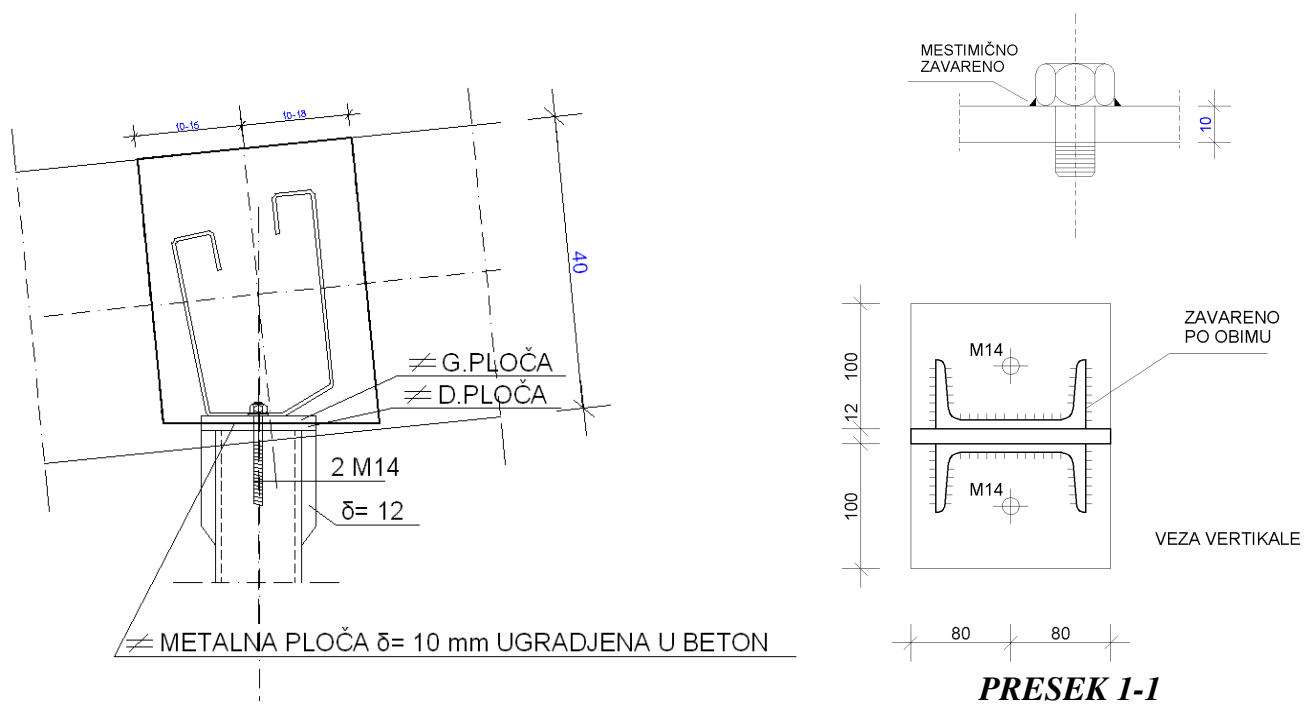 10-15
10-18
40
G.PLOČA
D.PLOČA
2 M14
δ= 12
METALNA PLOČA δ= 10 mm UGRADJENA U BETON
MESTIMIČNO
ZAVARENO
10
ZAVARENO
PO OBIMU
M14
100
12
M14
100
VEZA VERTIKALE
80
80
PRESEK 1-1